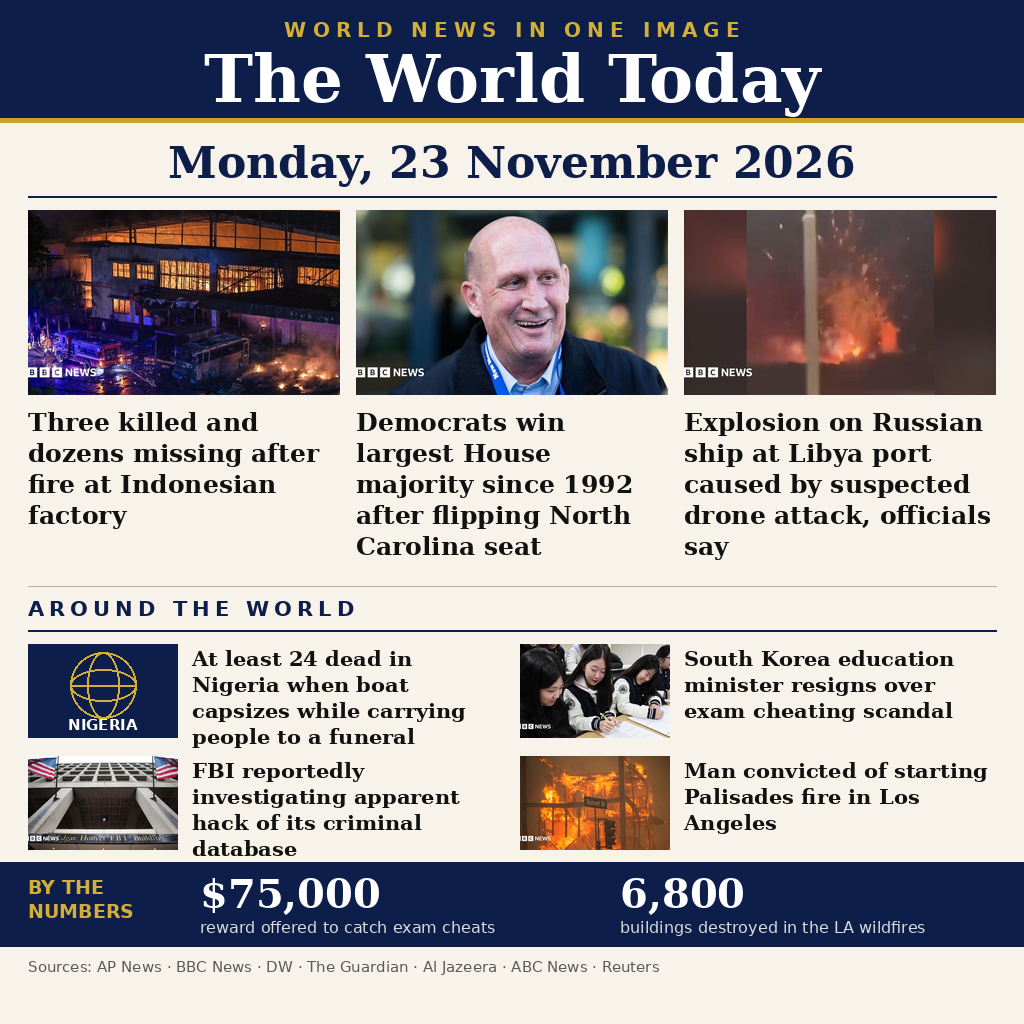 WORLD NEWS IN ONE IMAGE
The World Today
Monday, 23 November 2026
BBC NEWS
BBC NEWS
BBC NEWS
Three killed and
dozens missing after
fire at Indonesian
factory
Democrats win
largest House
majority since 1992
after flipping North
Carolina seat
Explosion on Russian
ship at Libya port
caused by suspected
drone attack, officials
say
AROUND THE WORLD
NIGERIA
At least 24 dead in
Nigeria when boat
capsizes while carrying
people to a funeral
BBC NEWS
South Korea education
minister resigns over
exam cheating scandal
BBC NEWS
Edgar Hoover FBI Building
FBI reportedly
investigating apparent
hack of its criminal
database
BBC NEWS
Man convicted of starting
Palisades fire in Los
Angeles
BY THE
NUMBERS
$75,000
reward offered to catch exam cheats
6,800
buildings destroyed in the LA wildfires
Sources: AP News · BBC News · DW · The Guardian · Al Jazeera · ABC News · Reuters